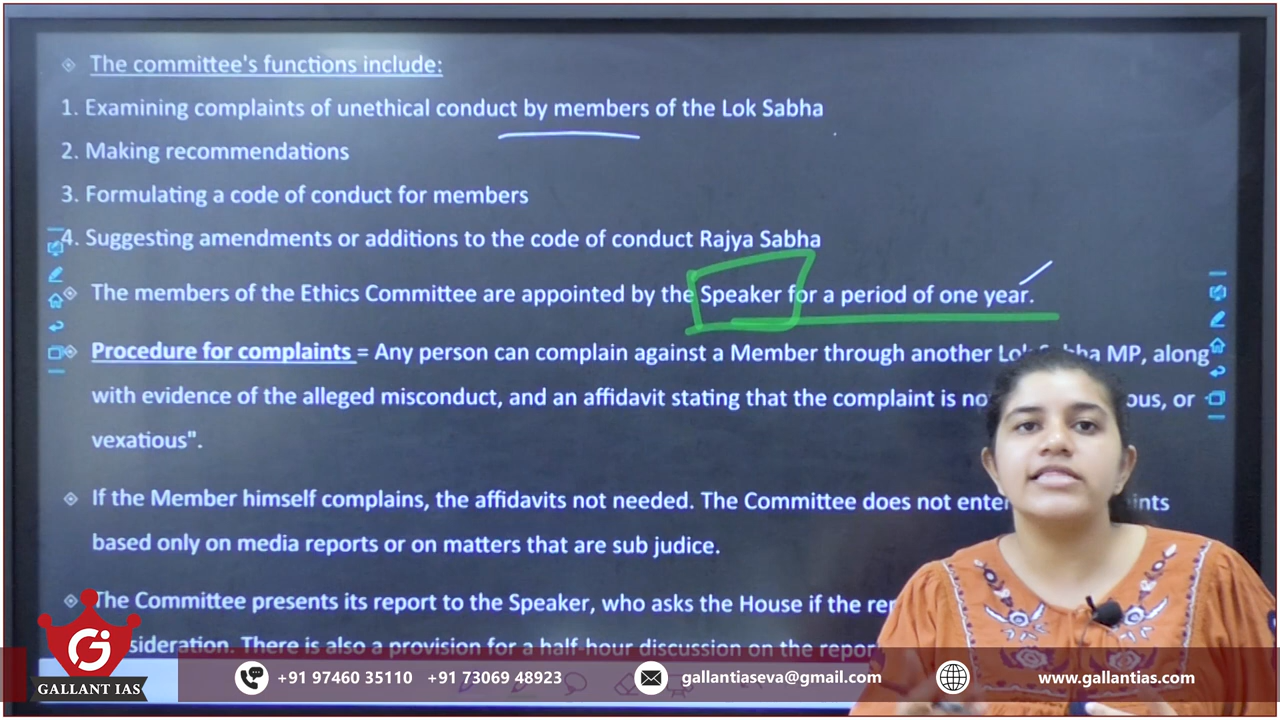 The committee's functions include:
1. Examining complaints of unethical conduct by members of the Lok Sabha
2. Making recommendations
3. Formulating a code of conduct for members
4. Suggesting amendments or additions to the code of conduct Rajya Sabha
The members of the Ethics Committee are appointed by the Speaker for a period of one year.
Procedure for complaints = Any person can complain against a Member through another Lok Sabha MP, along
with evidence of the alleged misconduct, and an affidavit stating that the complaint is or
vexatious".
If the Member himself complains, the affidavits not needed. The Committee does not
based only on media reports or on matters that are sub judice.
The Committee presents its report to the Speaker, who asks the House if the
There is also a provision for a half-hour discussion on the
Gi
GALLANT IAS
+91 97460 35110 +91 73069 48923 gallantiaseva@gmail.com www.gallantias.com